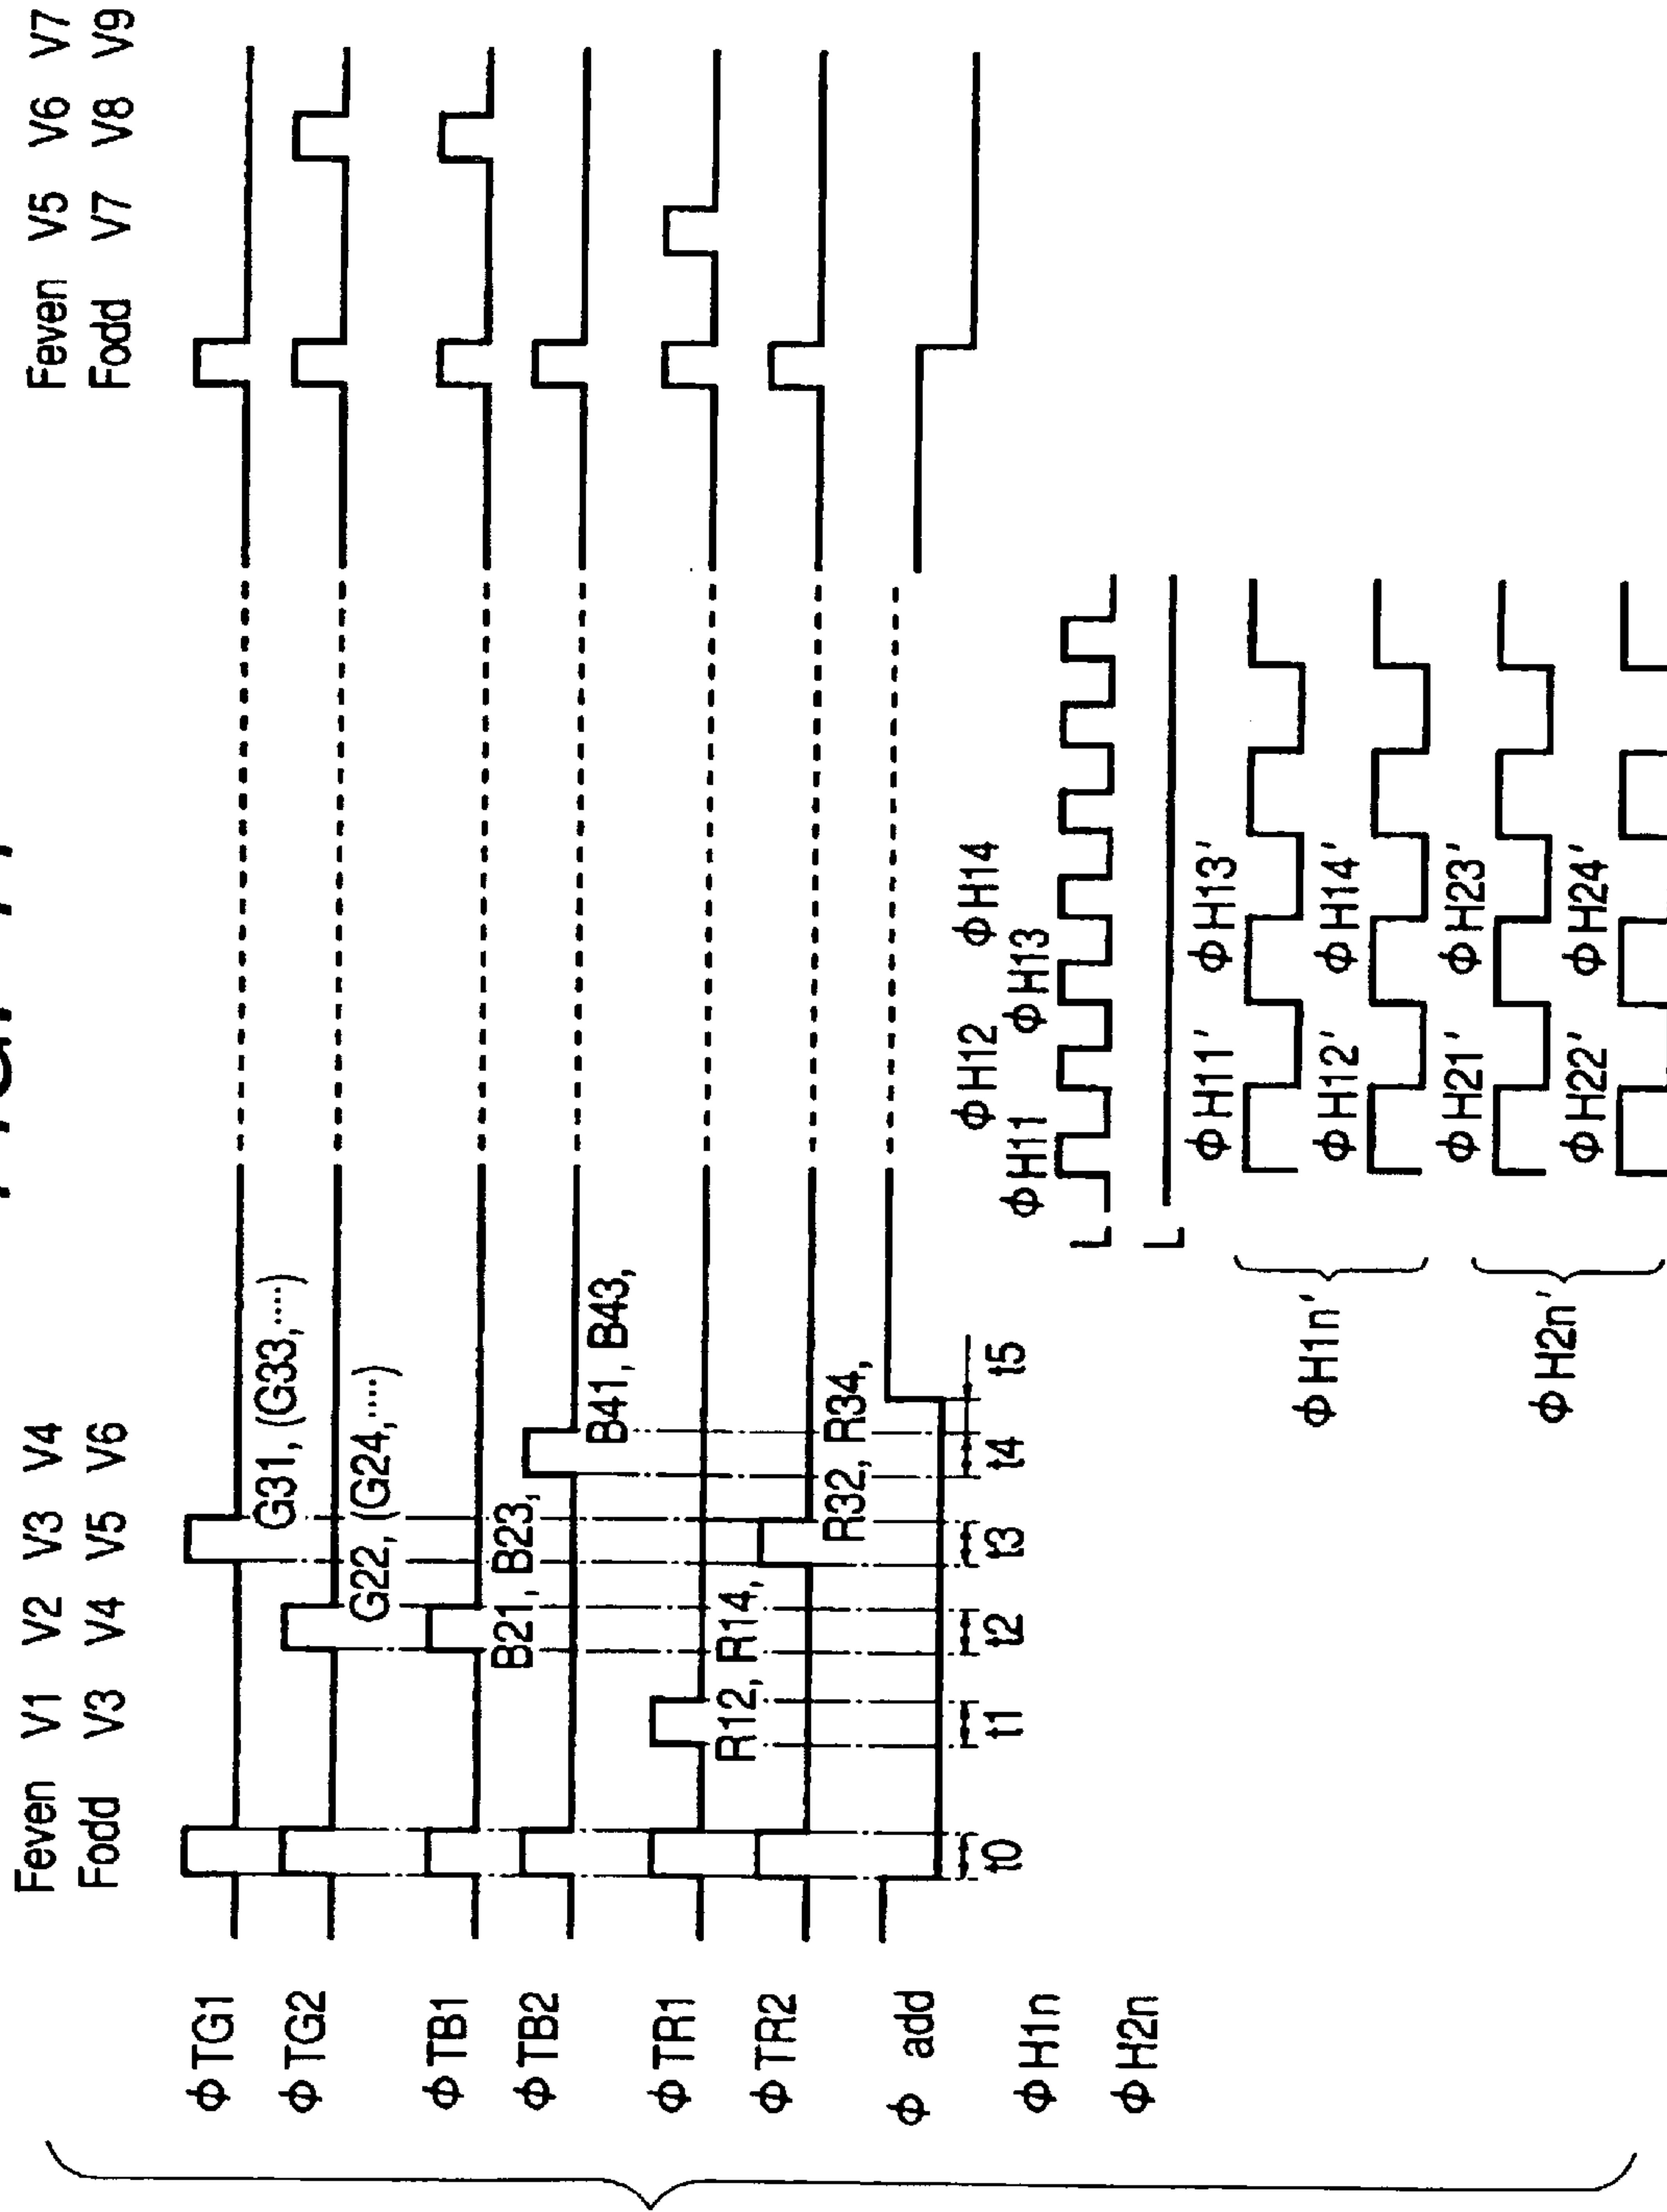 Feven V1 V2 V3 V4
Fodd V3 V4 V5 V6
Feven V5 V6 V7
Fodd V7 V8 V9
ΦTG1
G31, (G33, ····)
ΦTG2
G22, (G24, ····)
ΦTB1
B21, B23,
ΦTB2
B41, B43,
ΦTR1
R12, R14,
ΦTR2
R32, R34,
Φ add
t0 t1 t2 t3 t4 t5
ΦH11 ΦH12 ΦH13 ΦH14
ΦH1n L
ΦH2n L
ΦH11' ΦH13'
ΦH1n'
ΦH12' ΦH14'
ΦH21' ΦH23'
ΦH2n'
ΦH22' ΦH24'